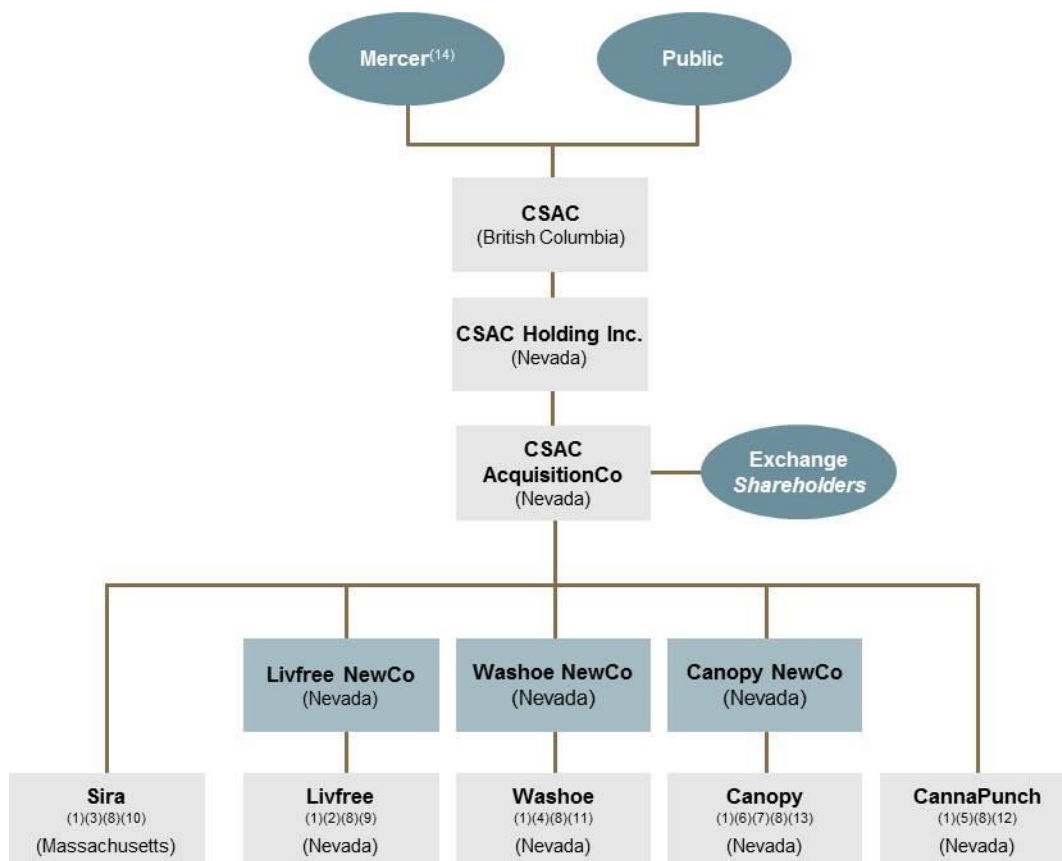 Mercer(14)
Public
CSAC
(British Columbia)
CSAC Holding Inc.
(Nevada)
CSAC
AcquisitionCo
(Nevada)
Exchange
Shareholders
Livfree NewCo
(Nevada)
Washoe NewCo
(Nevada)
Canopy NewCo
(Nevada)
Sira
(1)(3)(8)(10)
(Massachusetts)
Livfree
(1)(2)(8)(9)
(Nevada)
Washoe
(1)(4)(8)(11)
(Nevada)
Canopy
(1)(6)(7)(8)(13)
(Nevada)
CannaPunch
(1)(5)(8)(12)
(Nevada)